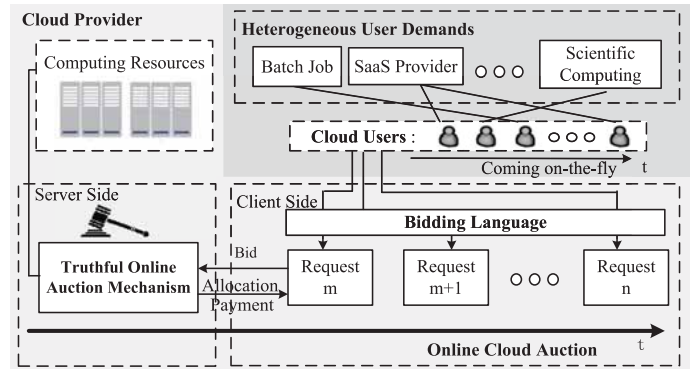 Cloud Provider
Computing Resources
Heterogeneous User Demands
Batch Job
SaaS Provider
Scientific
Computing
Cloud Users :
Coming on-the-fly
t
Server Side
Client Side
Bidding Language
Truthful Online
Auction Mechanism
Bid
Allocation
Payment
Request
m
Request
m+1
Request
n
Online Cloud Auction
t